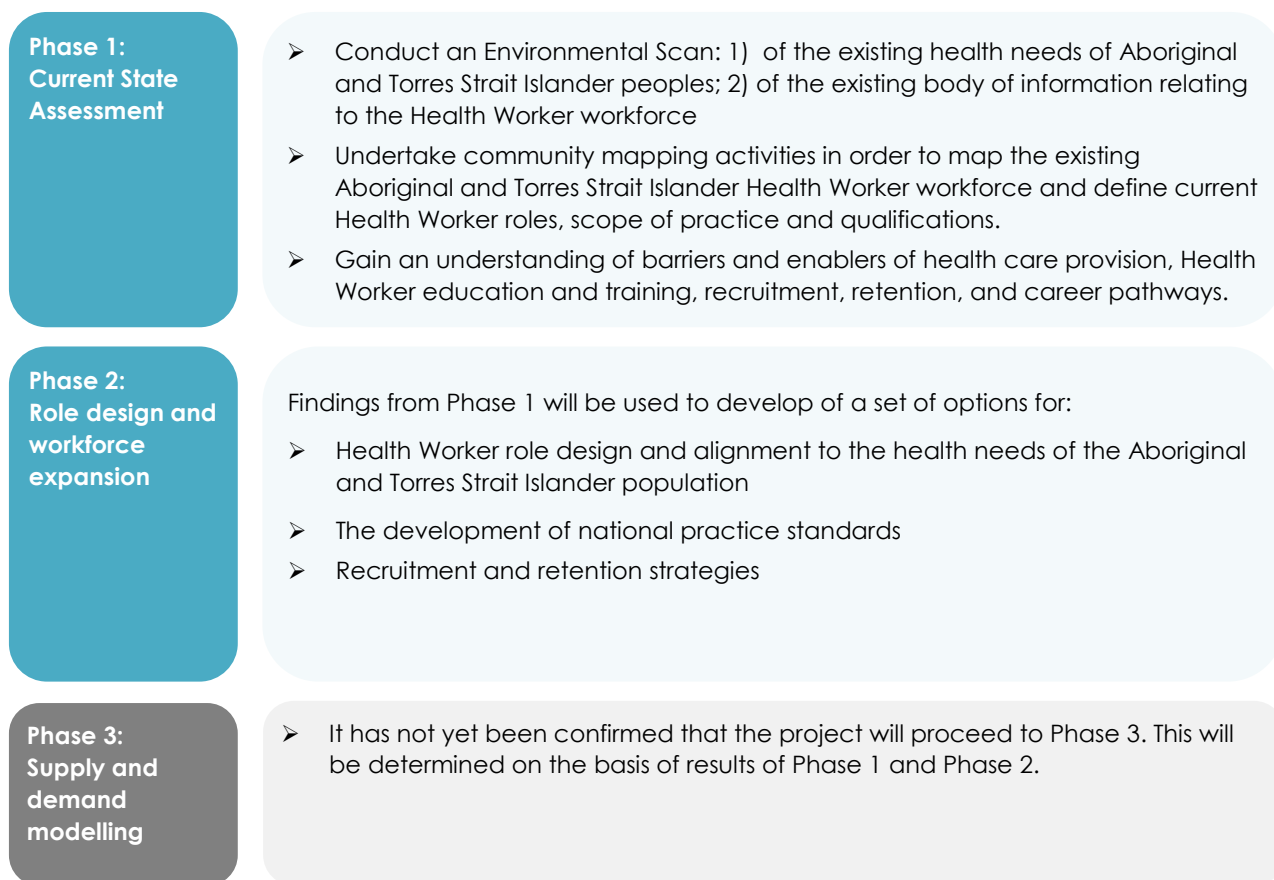 Phase 1:
Current State
Assessment
➢ Conduct an Environmental Scan: 1)  of the existing health needs of Aboriginal
and Torres Strait Islander peoples; 2) of the existing body of information relating
to the Health Worker workforce
➢ Undertake community mapping activities in order to map the existing
Aboriginal and Torres Strait Islander Health Worker workforce and define current
Health Worker roles, scope of practice and qualifications.
➢ Gain an understanding of barriers and enablers of health care provision, Health
Worker education and training, recruitment, retention, and career pathways.
Phase 2:
Role design and
workforce
expansion
Findings from Phase 1 will be used to develop of a set of options for:
➢ Health Worker role design and alignment to the health needs of the Aboriginal
and Torres Strait Islander population
➢ The development of national practice standards
➢ Recruitment and retention strategies
Phase 3:
Supply and
demand
modelling
➢ It has not yet been confirmed that the project will proceed to Phase 3. This will
be determined on the basis of results of Phase 1 and Phase 2.